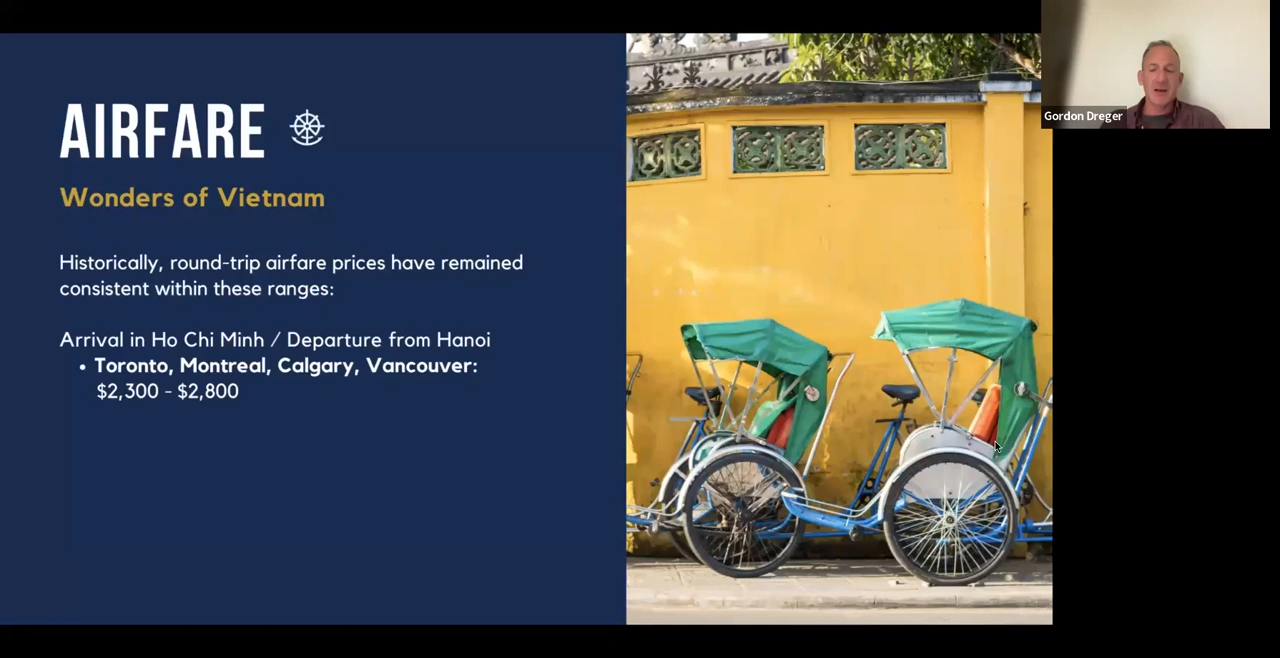 AIRFARE
Wonders of Vietnam
Historically, round-trip airfare prices have remained
consistent within these ranges:
Arrival in Ho Chi Minh / Departure from Hanoi
• Toronto, Montreal, Calgary, Vancouver:
$2,300 - $2,800
Gordon Dreger